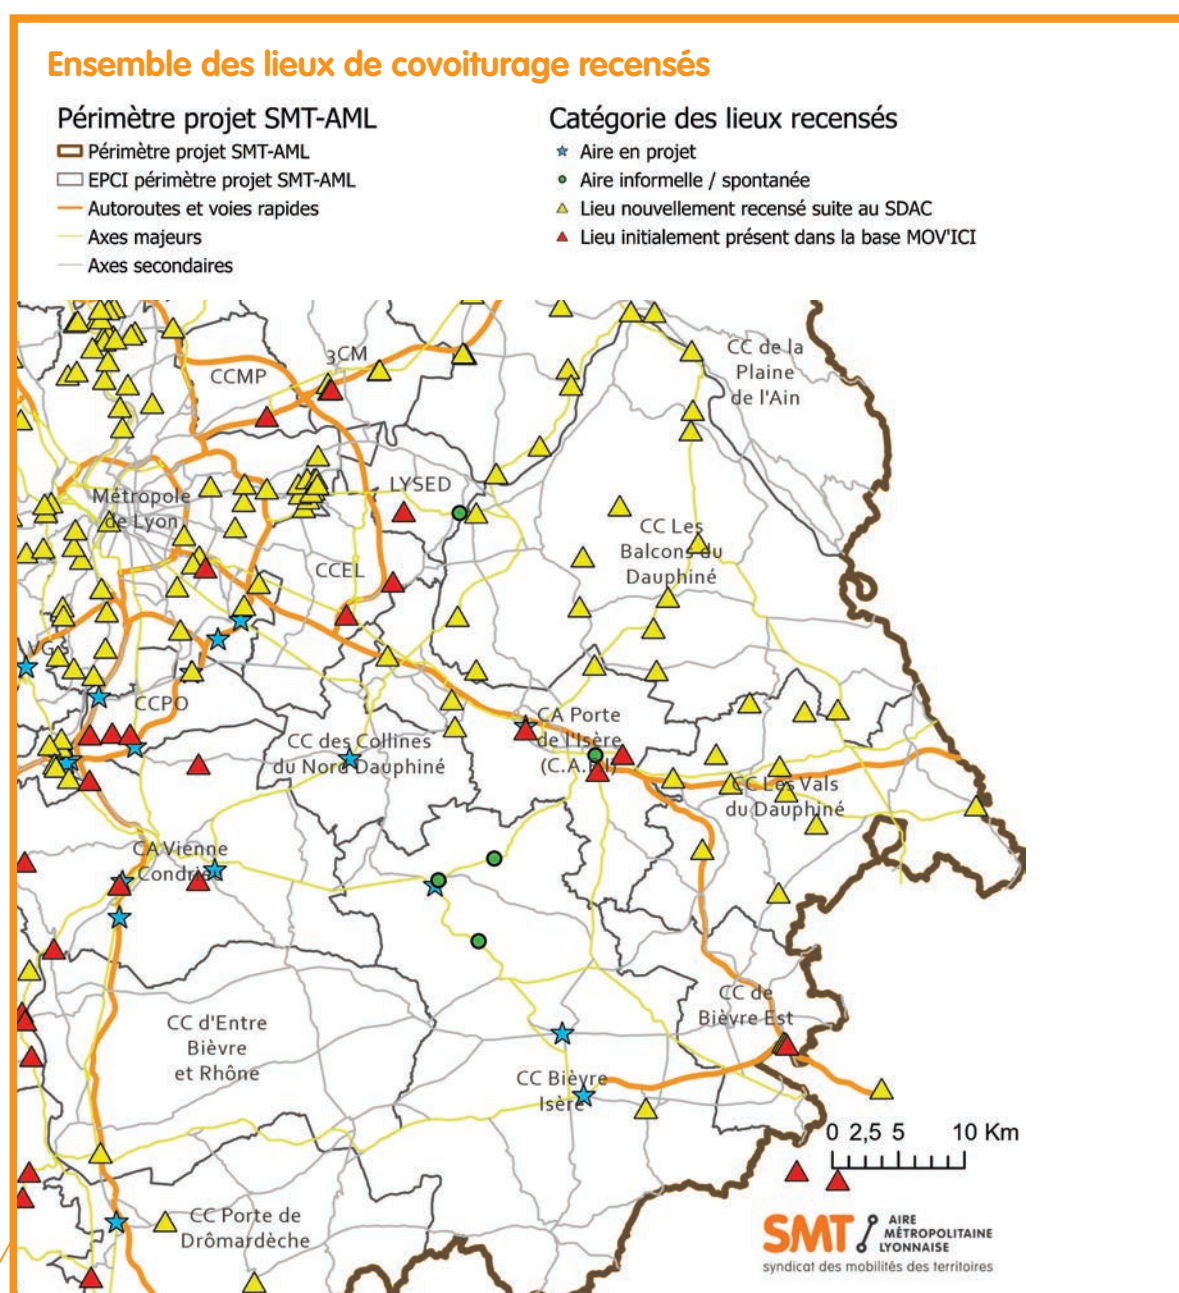 Ensemble des lieux de covoiturage recensés
Périmètre projet SMT-AML
Périmètre projet SMT-AML
EPCI périmètre projet SMT-AML
Autoroutes et voies rapides
Axes majeurs
Axes secondaires
Catégorie des lieux recensés
Aire en projet
Aire informelle / spontanée
Lieu nouvellement recensé suite au SDAC
Lieu initialement présent dans la base MOV'ICI
3CM
CCMP
CC de la
Plaine
de l'Ain
LYSED
Métropole
de Lyon
CC Les
Balcons du
Dauphiné
CCEL
CCPO
CA Porte
de l'Isère
(C.A.P.I)
CC des Collines
du Nord Dauphiné
CC Les Vals
du Dauphiné
CA Vienne
Condrieu
CC de
Bièvre Est
CC d'Entre
Bièvre
et Rhône
CC Bièvre
Isère
0 2,5 5 10 Km
CC Porte de
Drômardèche
SMT
AIRE
MÉTROPOLITAINE
LYONNAISE
syndicat des mobilités des territoires